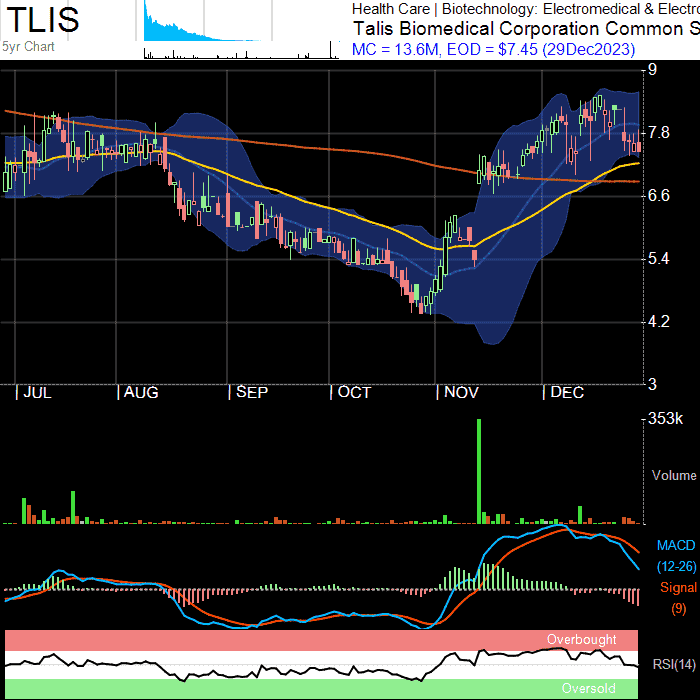 TLIS
5yr Chart
Health Care | Biotechnology: Electromedical & Electro
Talis Biomedical Corporation Common S
MC = 13.6M, EOD = $7.45 (29Dec2023)
9
7.8
6.6
5.4
4.2
3
JUL AUG SEP OCT NOV DEC
353k
Volume
MACD
(12-26)
Signal
(9)
Overbought
RSI(14)
Oversold